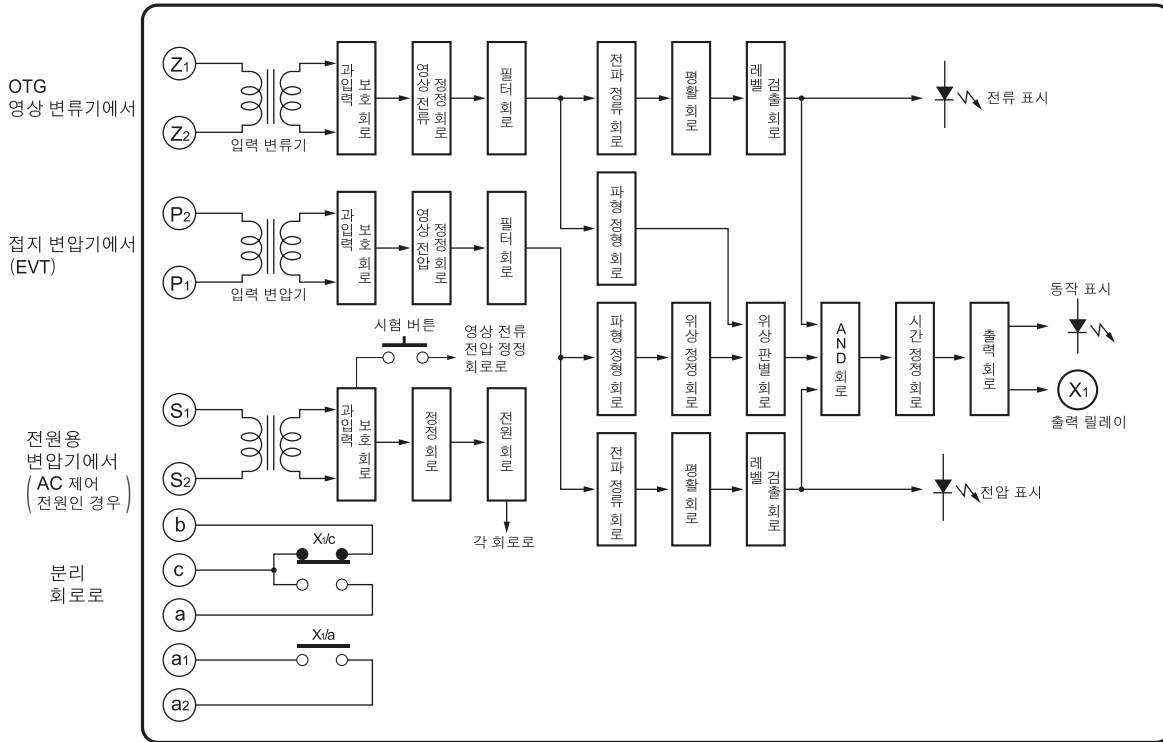 OTG
영상 변류기에서
Z1
Z2
입력 변류기
과입력
보호 회로
영상 전류
정정 회로
필터 회로
전파 정류 회로
평활 회로
레벨
검출 회로
전류 표시
접지 변압기에서
(EVT)
P2
P1
입력 변압기
과입력
보호 회로
영상 전압
정정 회로
필터 회로
파형 정형 회로
시험 버튼
영상 전류
전압 정정
회로로
파형 정형 회로
위상 정정 회로
위상 판별 회로
AND 회로
시간 정정 회로
출력 회로
동작 표시
X1
출력 릴레이
전원용
변압기에서
(AC 제어
전원인 경우)
S1
S2
과입력
보호 회로
정정 회로
전원 회로
각 회로로
전파 정류 회로
평활 회로
레벨
검출 회로
전압 표시
분리
회로로
b
c
a
a1
a2
X1/c
X1/a